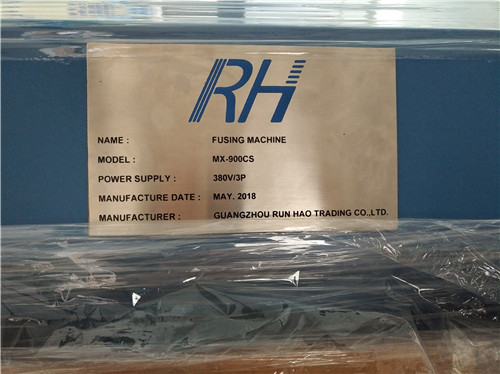 RH
NAME : FUSING MACHINE
MODEL : MX-900CS
POWER SUPPLY : 380V/3P
MANUFACTURE DATE : MAY. 2018
MANUFACTURER : GUANGZHOU RUN HAO TRADING CO.,LTD.